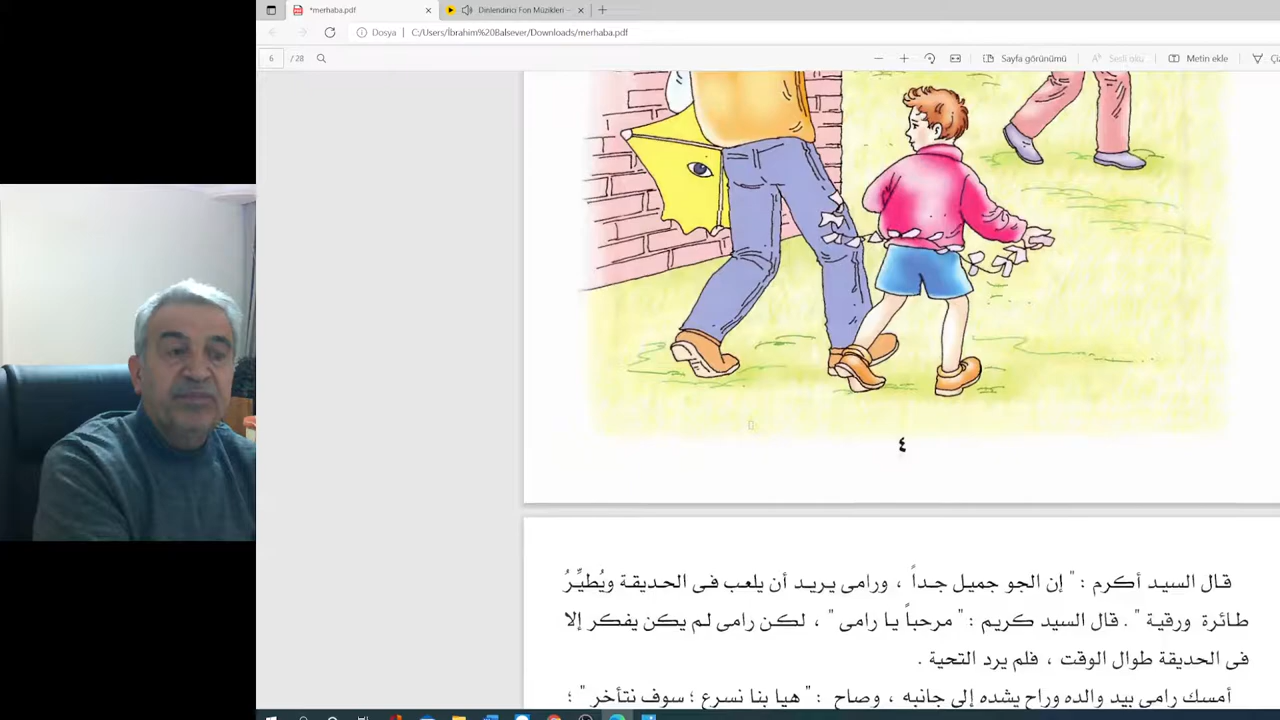 *merhaba.pdf
Dinlendirici Fon Müzikleri –
Dosya
C:/Users/İbrahim%20Balsever/Downloads/merhaba.pdf
6 / 28
Sayfa görünümü
Sesli oku
Metin ekle
٤
قال السيد أكرم : " إن الجو جميل جداً ، ورامى يريد أن يلعب فى الحديقة ويُطيِّرُ
طائرة ورقية " . قال السيد كريم : " مرحباً يا رامى " ، لكن رامى لم يكن يفكر إلا
فى الحديقة طوال الوقت ، فلم يرد التحية .
أمسك رامى بيد والده وراح يشده إلى جانبه ، وصاح : " هيا بنا نسرع ؛ سوف نتأخر " ؛